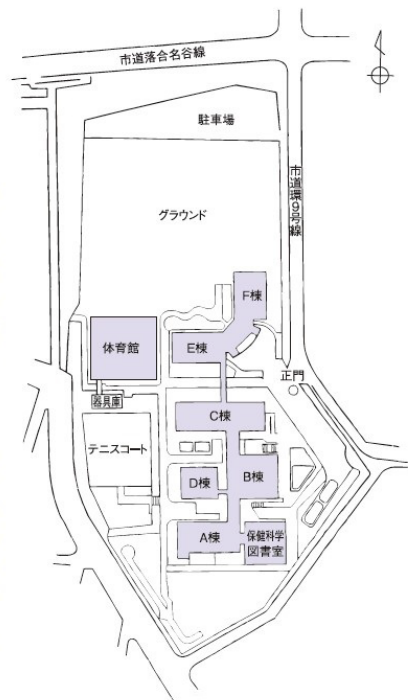 市道落合名谷線
駐車場
市道環9号線
グラウンド
F棟
体育館
E棟
正門
器具庫
C棟
テニスコート
D棟
B棟
A棟
保健科学
図書室